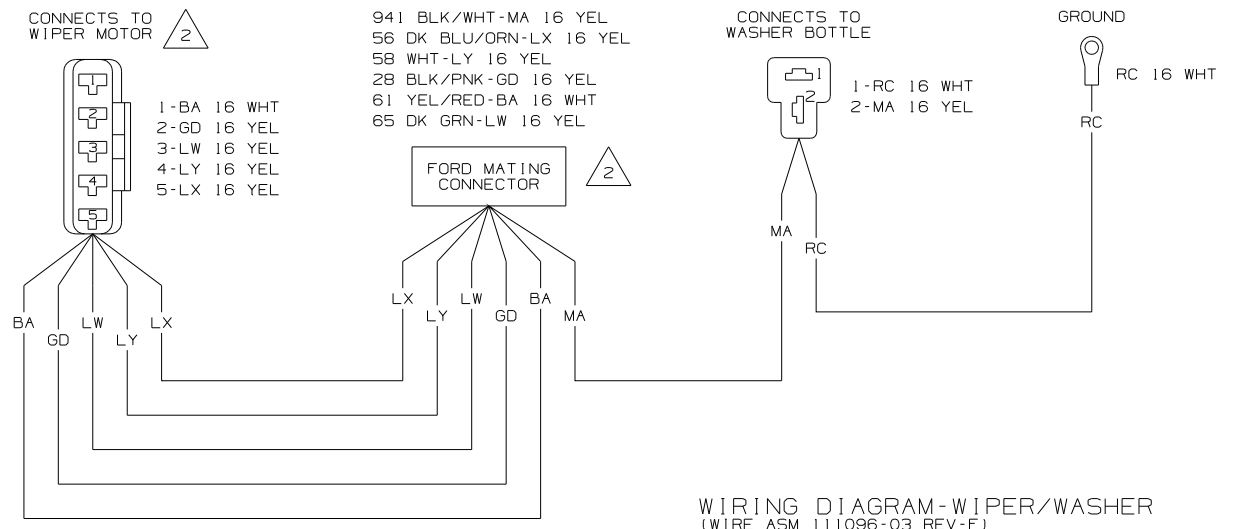 CONNECTS TO
WIPER MOTOR
2
1
2
3
4
5
1-BA 16 WHT
2-GD 16 YEL
3-LW 16 YEL
4-LY 16 YEL
5-LX 16 YEL
941 BLK/WHT-MA 16 YEL
56 DK BLU/ORN-LX 16 YEL
58 WHT-LY 16 YEL
28 BLK/PNK-GD 16 YEL
61 YEL/RED-BA 16 WHT
65 DK GRN-LW 16 YEL
FORD MATING
CONNECTOR
2
CONNECTS TO
WASHER BOTTLE
1
2
1-RC 16 WHT
2-MA 16 YEL
GROUND
RC 16 WHT
RC
MA
RC
BA
GD
LW
LY
LX
LX
LY
LW
GD
BA
MA
WIRING DIAGRAM-WIPER/WASHER
(WIRE ASM 111096-03 REV-F)